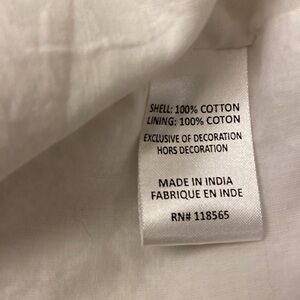 SHELL: 100% COTTON
LINING: 100% COTON
EXCLUSIVE OF DECORATION
HORS DECORATION
MADE IN INDIA
FABRIQUE EN INDE
RN# 118565